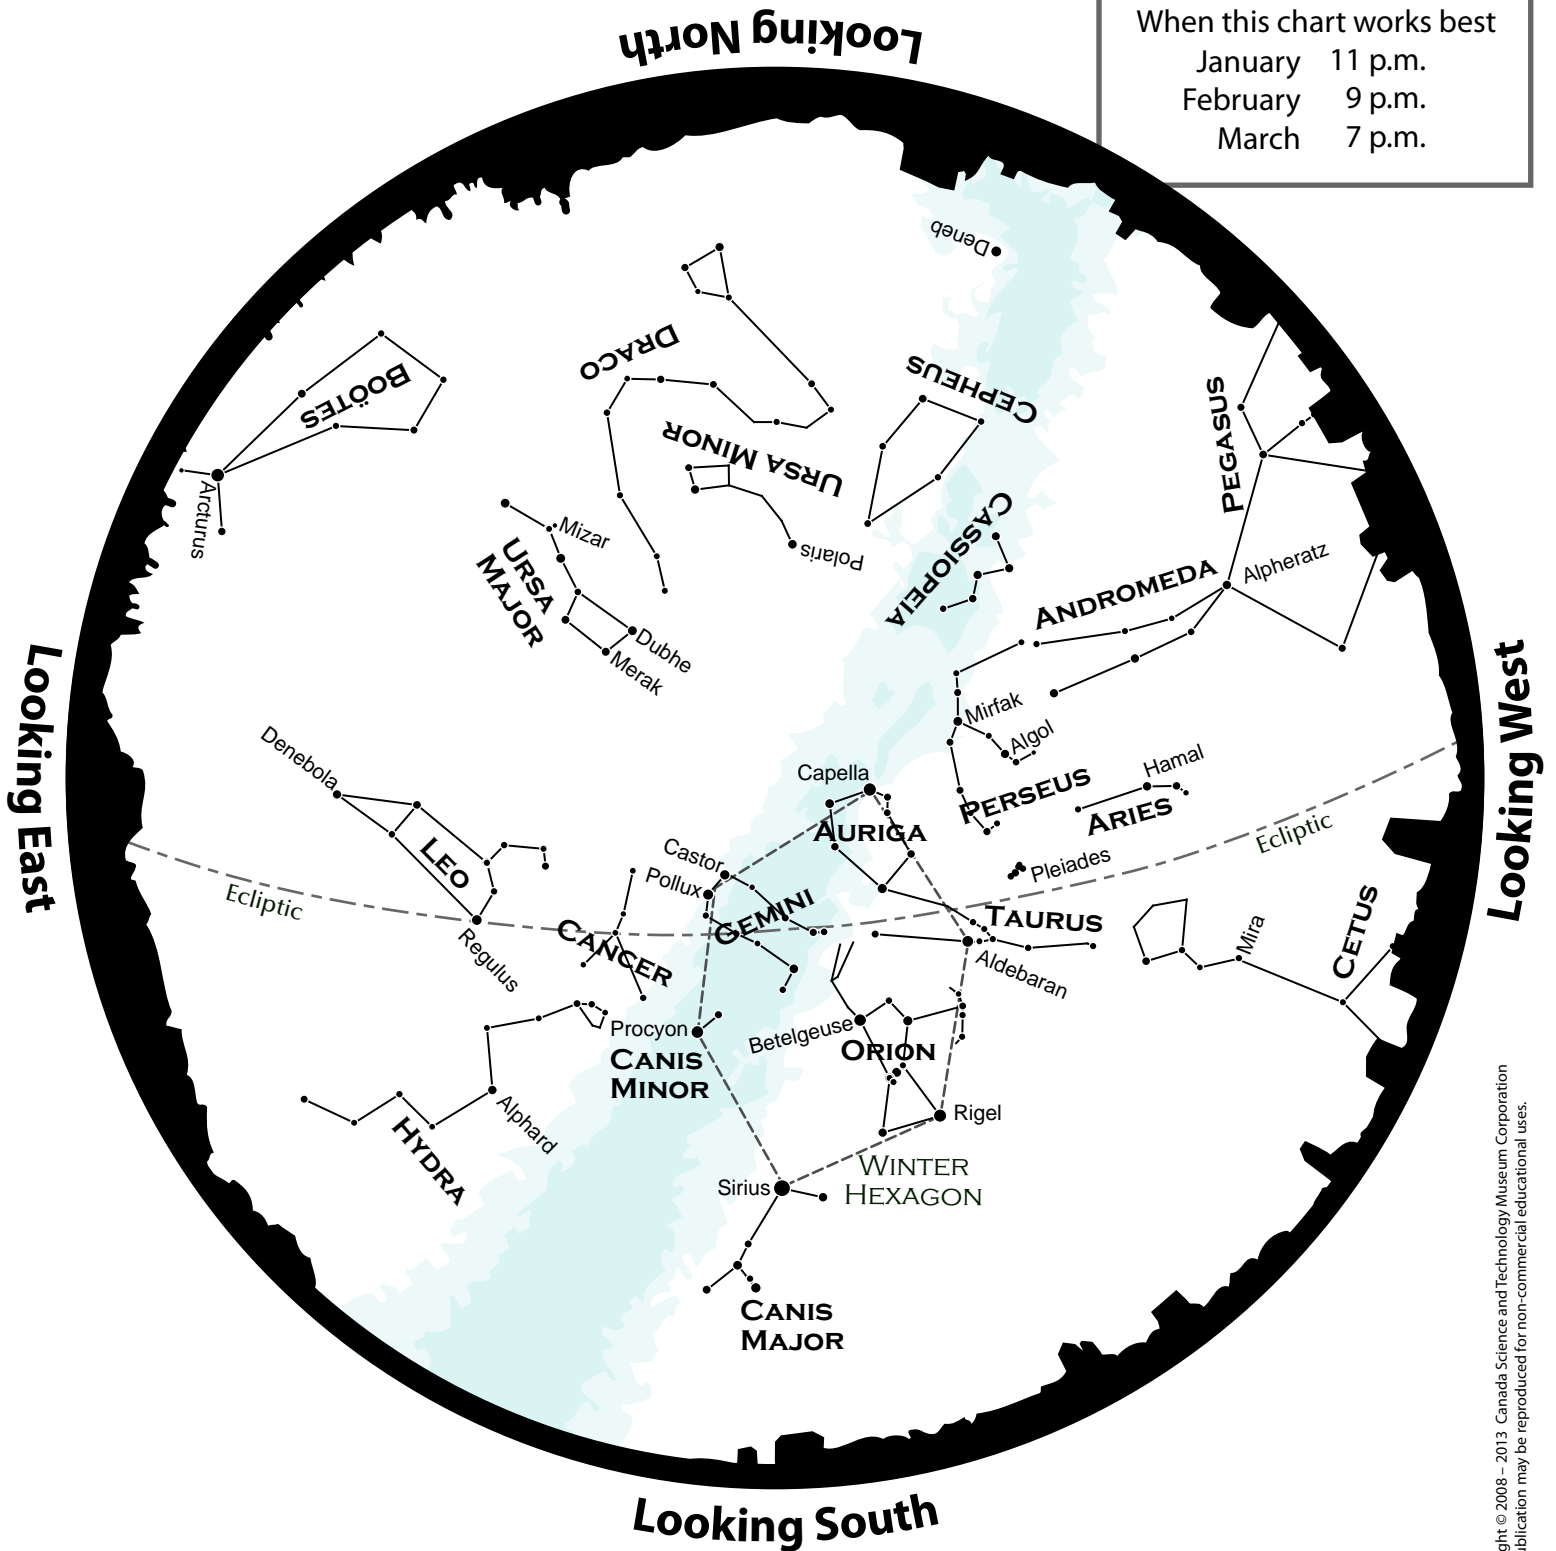 Looking North
When this chart works best
January 11 p.m.
February 9 p.m.
March 7 p.m.
Deneb
DRACO
CEPHEUS
BOÖTES
PEGASUS
URSA MINOR
Arcturus
Mizar
Polaris
CASSIOPEIA
URSA
MAJOR
Alpheratz
ANDROMEDA
Dubhe
Merak
Looking East
Looking West
Mirfak
Algol
Denebola
Hamal
Capella
PERSEUS
ARIES
AURIGA
Ecliptic
LEO
Castor
Pollux
Pleiades
Ecliptic
GEMINI
TAURUS
CANCER
Regulus
Mira
CETUS
Aldebaran
Procyon
Betelgeuse
CANIS
MINOR
ORION
Alphard
Rigel
HYDRA
WINTER
HEXAGON
Sirius
CANIS
MAJOR
Looking South
ght © 2008 – 2013 Canada Science and Technology Museum Corporation
ublication may be reproduced for non-commercial educational uses.